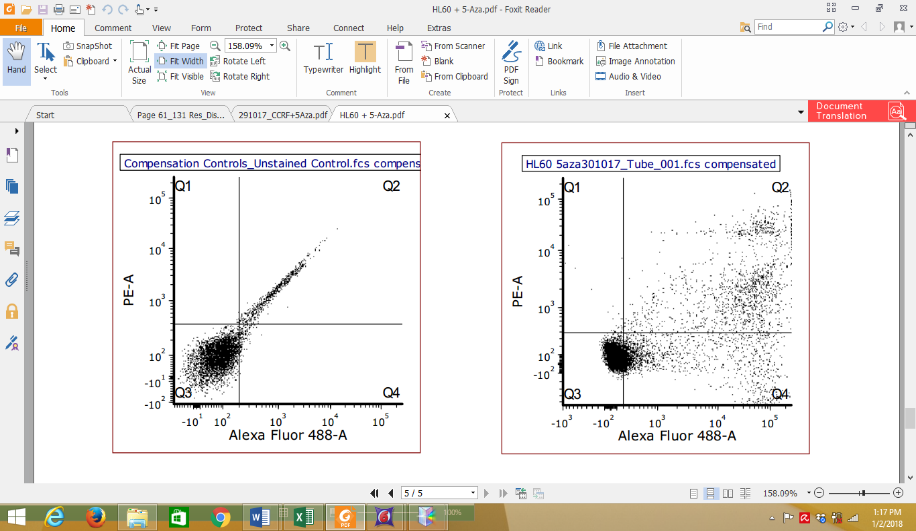 HL60 + 5-Aza.pdf - Foxit Reader
File Home Comment View Form Protect Share Connect Help Extras
Find
Hand
Select
SnapShot
Clipboard
Tools
Actual Size
Fit Page
Fit Width
Fit Visible
158.09%
Rotate Left
Rotate Right
View
Typewriter
Highlight
Comment
From File
From Scanner
Blank
From Clipboard
Create
PDF Sign
Protect
Link
Bookmark
Links
File Attachment
Image Annotation
Audio & Video
Insert
Start
Page 61_131 Res_Dis...
291017_CCRF+5Aza.pdf
HL60 + 5-Aza.pdf
Document Translation
Compensation Controls_Unstained Control.fcs compens
Q1 Q2
Q3 Q4
PE-A
10^5
10^4
10^3
10^2
-10^1
-10^2
-10^1 10^2 10^3 10^4 10^5
Alexa Fluor 488-A
HL60 5aza301017_Tube_001.fcs compensated
Q1 Q2
Q3 Q4
PE-A
10^5
10^4
10^3
10^2
-10^2
-10^3 -10^2 10^3 10^4 10^5
Alexa Fluor 488-A
5 / 5
158.09%
100%
1:17 PM
1/2/2018